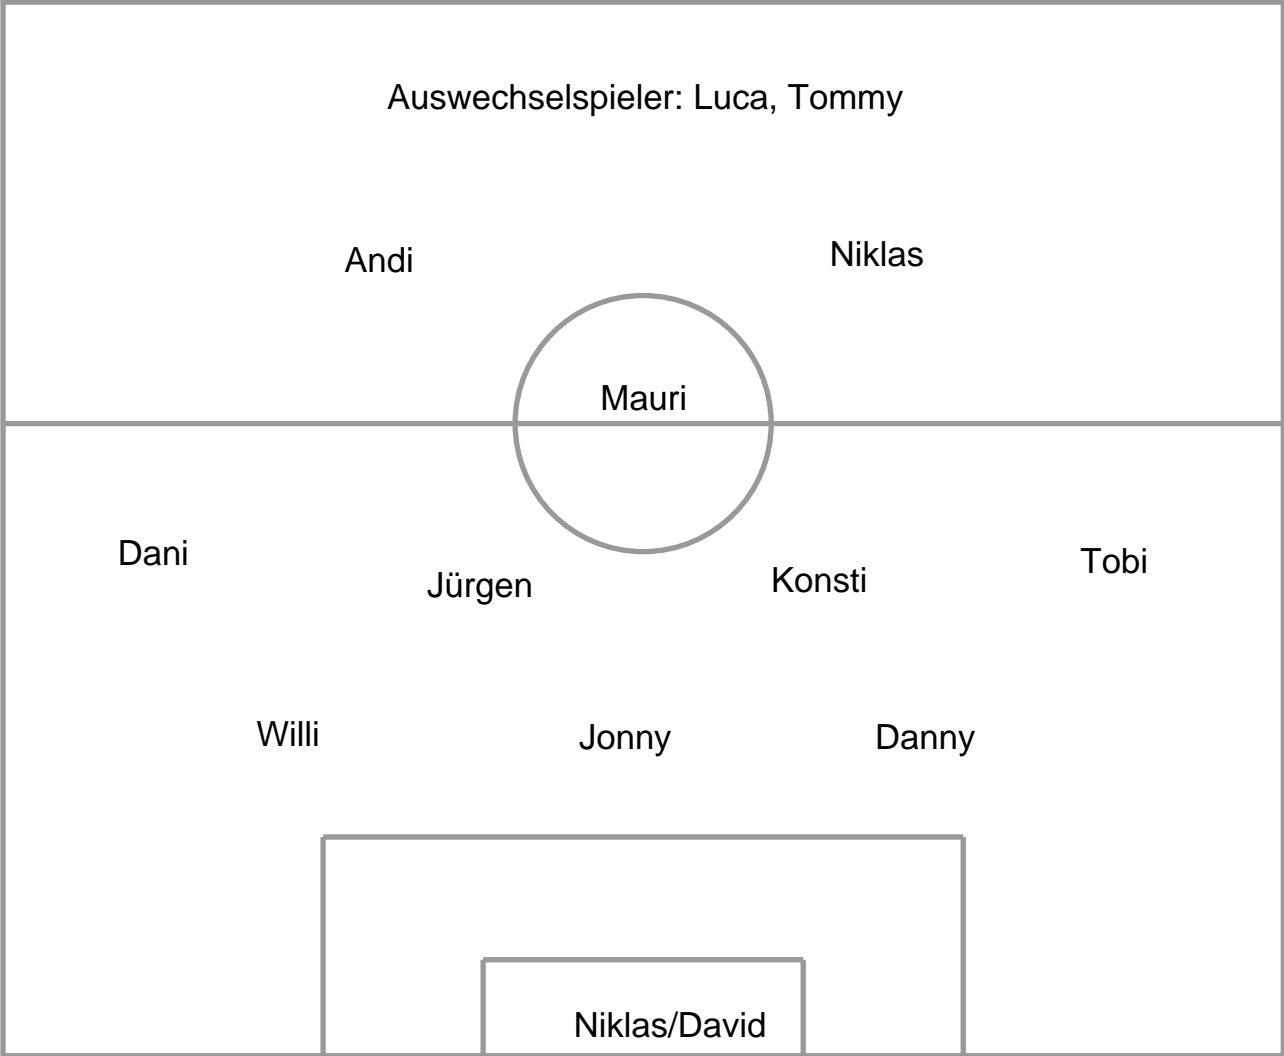 Auswechselspieler: Luca, Tommy
Andi
Niklas
Mauri
Dani
Jürgen
Konsti
Tobi
Willi
Jonny
Danny
Niklas/David